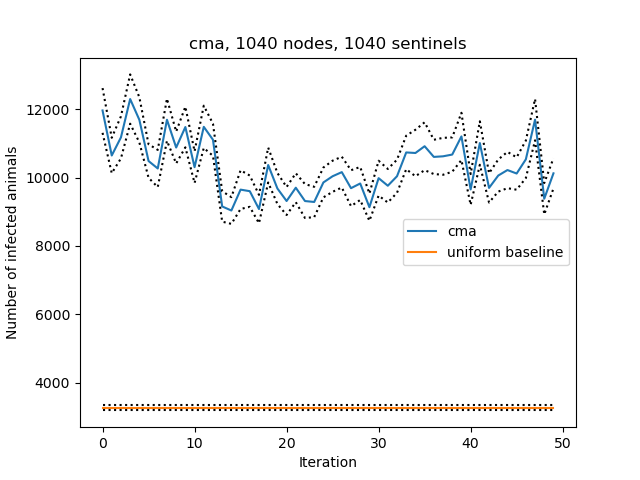 cma, 1040 nodes, 1040 sentinels
Number of infected animals
12000
10000
8000
6000
4000
cma
uniform baseline
0
10
20
30
40
50
Iteration